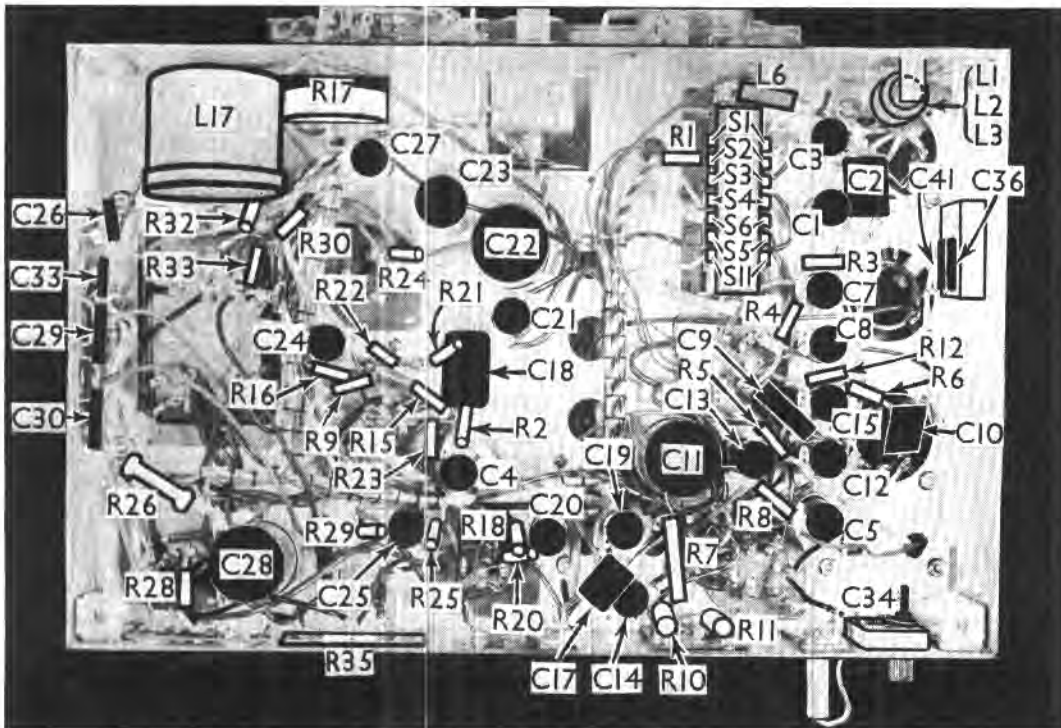 L6
L1
L2
L3
R17
L17
R1
S1
S2
S3
S4
S6
S5
S11
C3
C27
C23
C2
C41
C36
C26
R32
R30
C1
C22
R33
R24
R3
C33
R22
R21
C7
C21
R4
C8
C29
C24
C9
R12
C18
R5
R6
R16
C13
C30
R9
R15
R2
C15
C10
C19
C11
R23
C4
C12
R26
C20
R8
R29
R18
C5
R7
C28
R28
C25
R25
R20
C34
R11
R35
C17
C14
R10